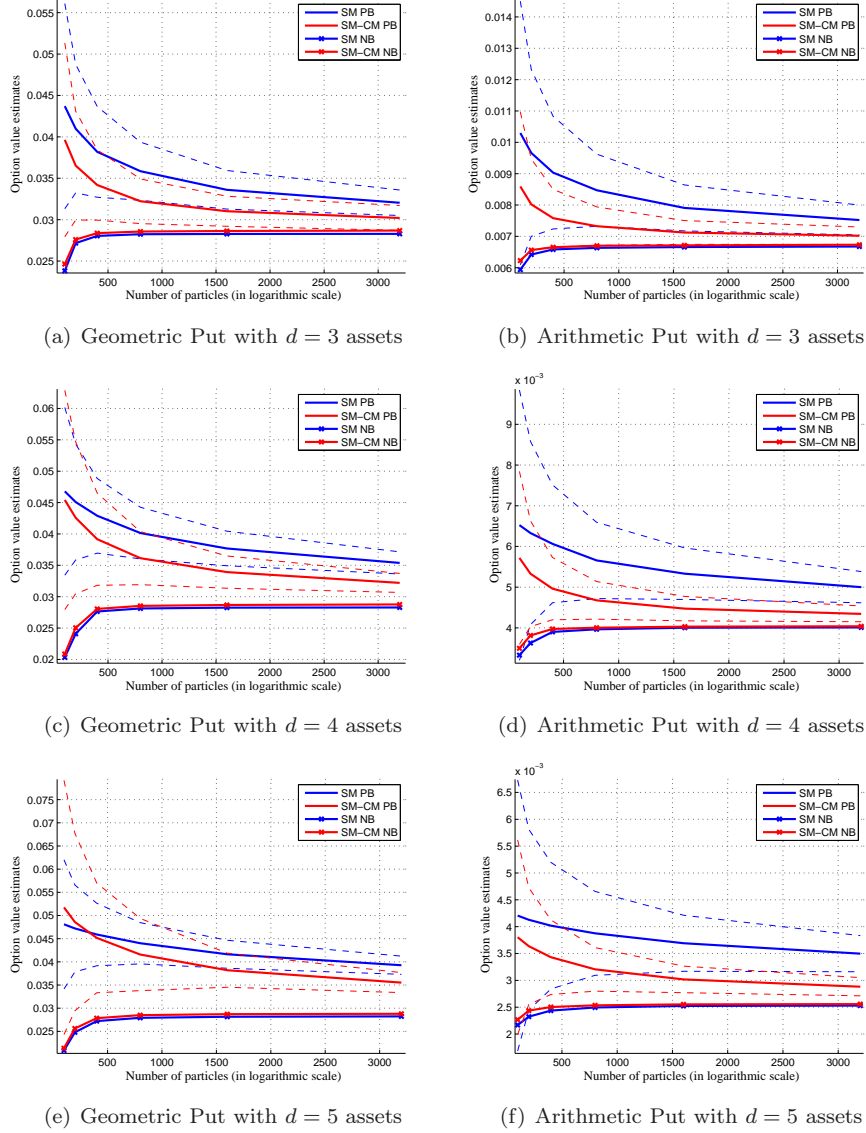 SM PB
SM−CM PB
SM NB
SM−CM NB
0.055
0.05
0.045
0.04
0.035
0.03
0.025
Option value estimates
500 1000 1500 2000 2500 3000
Number of particles (in logarithmic scale)
(a) Geometric Put with d = 3 assets
SM PB
SM−CM PB
SM NB
SM−CM NB
0.014
0.013
0.012
0.011
0.01
0.009
0.008
0.007
0.006
Option value estimates
500 1000 1500 2000 2500 3000
Number of particles (in logarithmic scale)
(b) Arithmetic Put with d = 3 assets
SM PB
SM−CM PB
SM NB
SM−CM NB
0.06
0.055
0.05
0.045
0.04
0.035
0.03
0.025
0.02
Option value estimates
500 1000 1500 2000 2500 3000
Number of particles (in logarithmic scale)
(c) Geometric Put with d = 4 assets
x 10⁻³
SM PB
SM−CM PB
SM NB
SM−CM NB
9
8
7
6
5
4
Option value estimates
500 1000 1500 2000 2500 3000
Number of particles (in logarithmic scale)
(d) Arithmetic Put with d = 4 assets
SM PB
SM−CM PB
SM NB
SM−CM NB
0.075
0.07
0.065
0.06
0.055
0.05
0.045
0.04
0.035
0.03
0.025
Option value estimates
500 1000 1500 2000 2500 3000
Number of particles (in logarithmic scale)
(e) Geometric Put with d = 5 assets
x 10⁻³
SM PB
SM−CM PB
SM NB
SM−CM NB
6.5
6
5.5
5
4.5
4
3.5
3
2.5
2
Option value estimates
500 1000 1500 2000 2500 3000
Number of particles (in logarithmic scale)
(f) Arithmetic Put with d = 5 assets